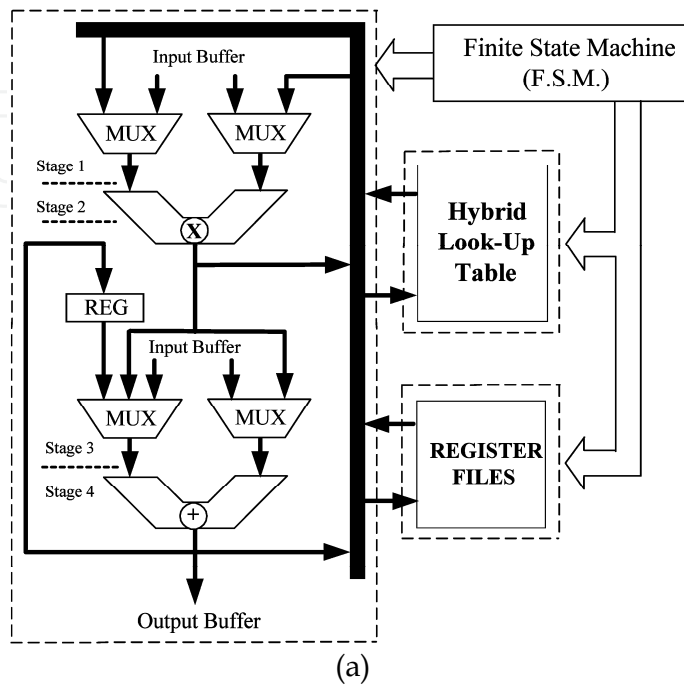 Input Buffer
Finite State Machine
(F.S.M.)
MUX
MUX
Stage 1
Stage 2
X
Hybrid
Look-Up
Table
REG
Input Buffer
MUX
MUX
Stage 3
Stage 4
+
REGISTER
FILES
Output Buffer
(a)